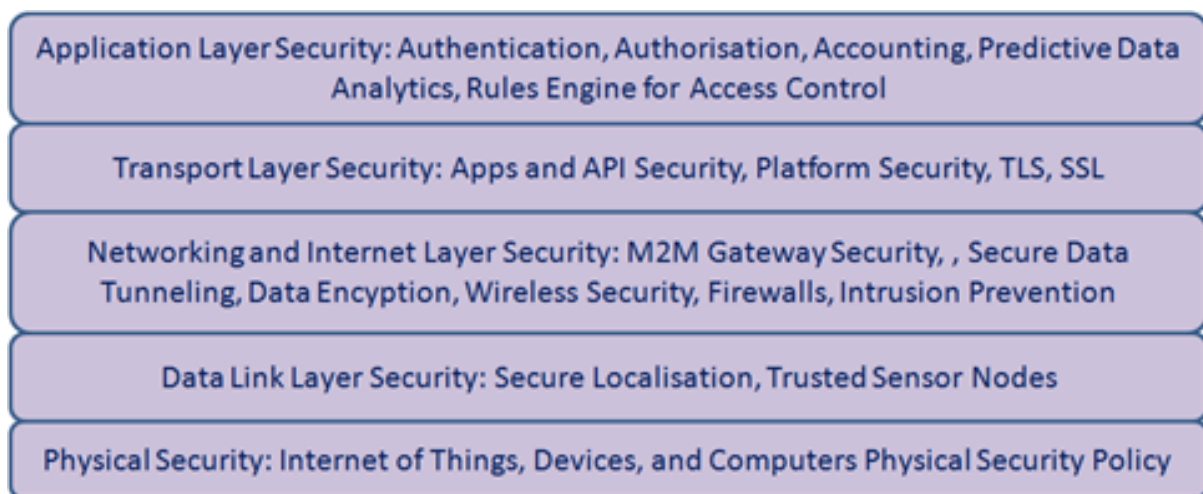 Application Layer Security: Authentication, Authorisation, Accounting, Predictive Data
Analytics, Rules Engine for Access Control
Transport Layer Security: Apps and API Security, Platform Security, TLS, SSL
Networking and Internet Layer Security: M2M Gateway Security, , Secure Data
Tunneling, Data Encyption, Wireless Security, Firewalls, Intrusion Prevention
Data Link Layer Security: Secure Localisation, Trusted Sensor Nodes
Physical Security: Internet of Things, Devices, and Computers Physical Security Policy